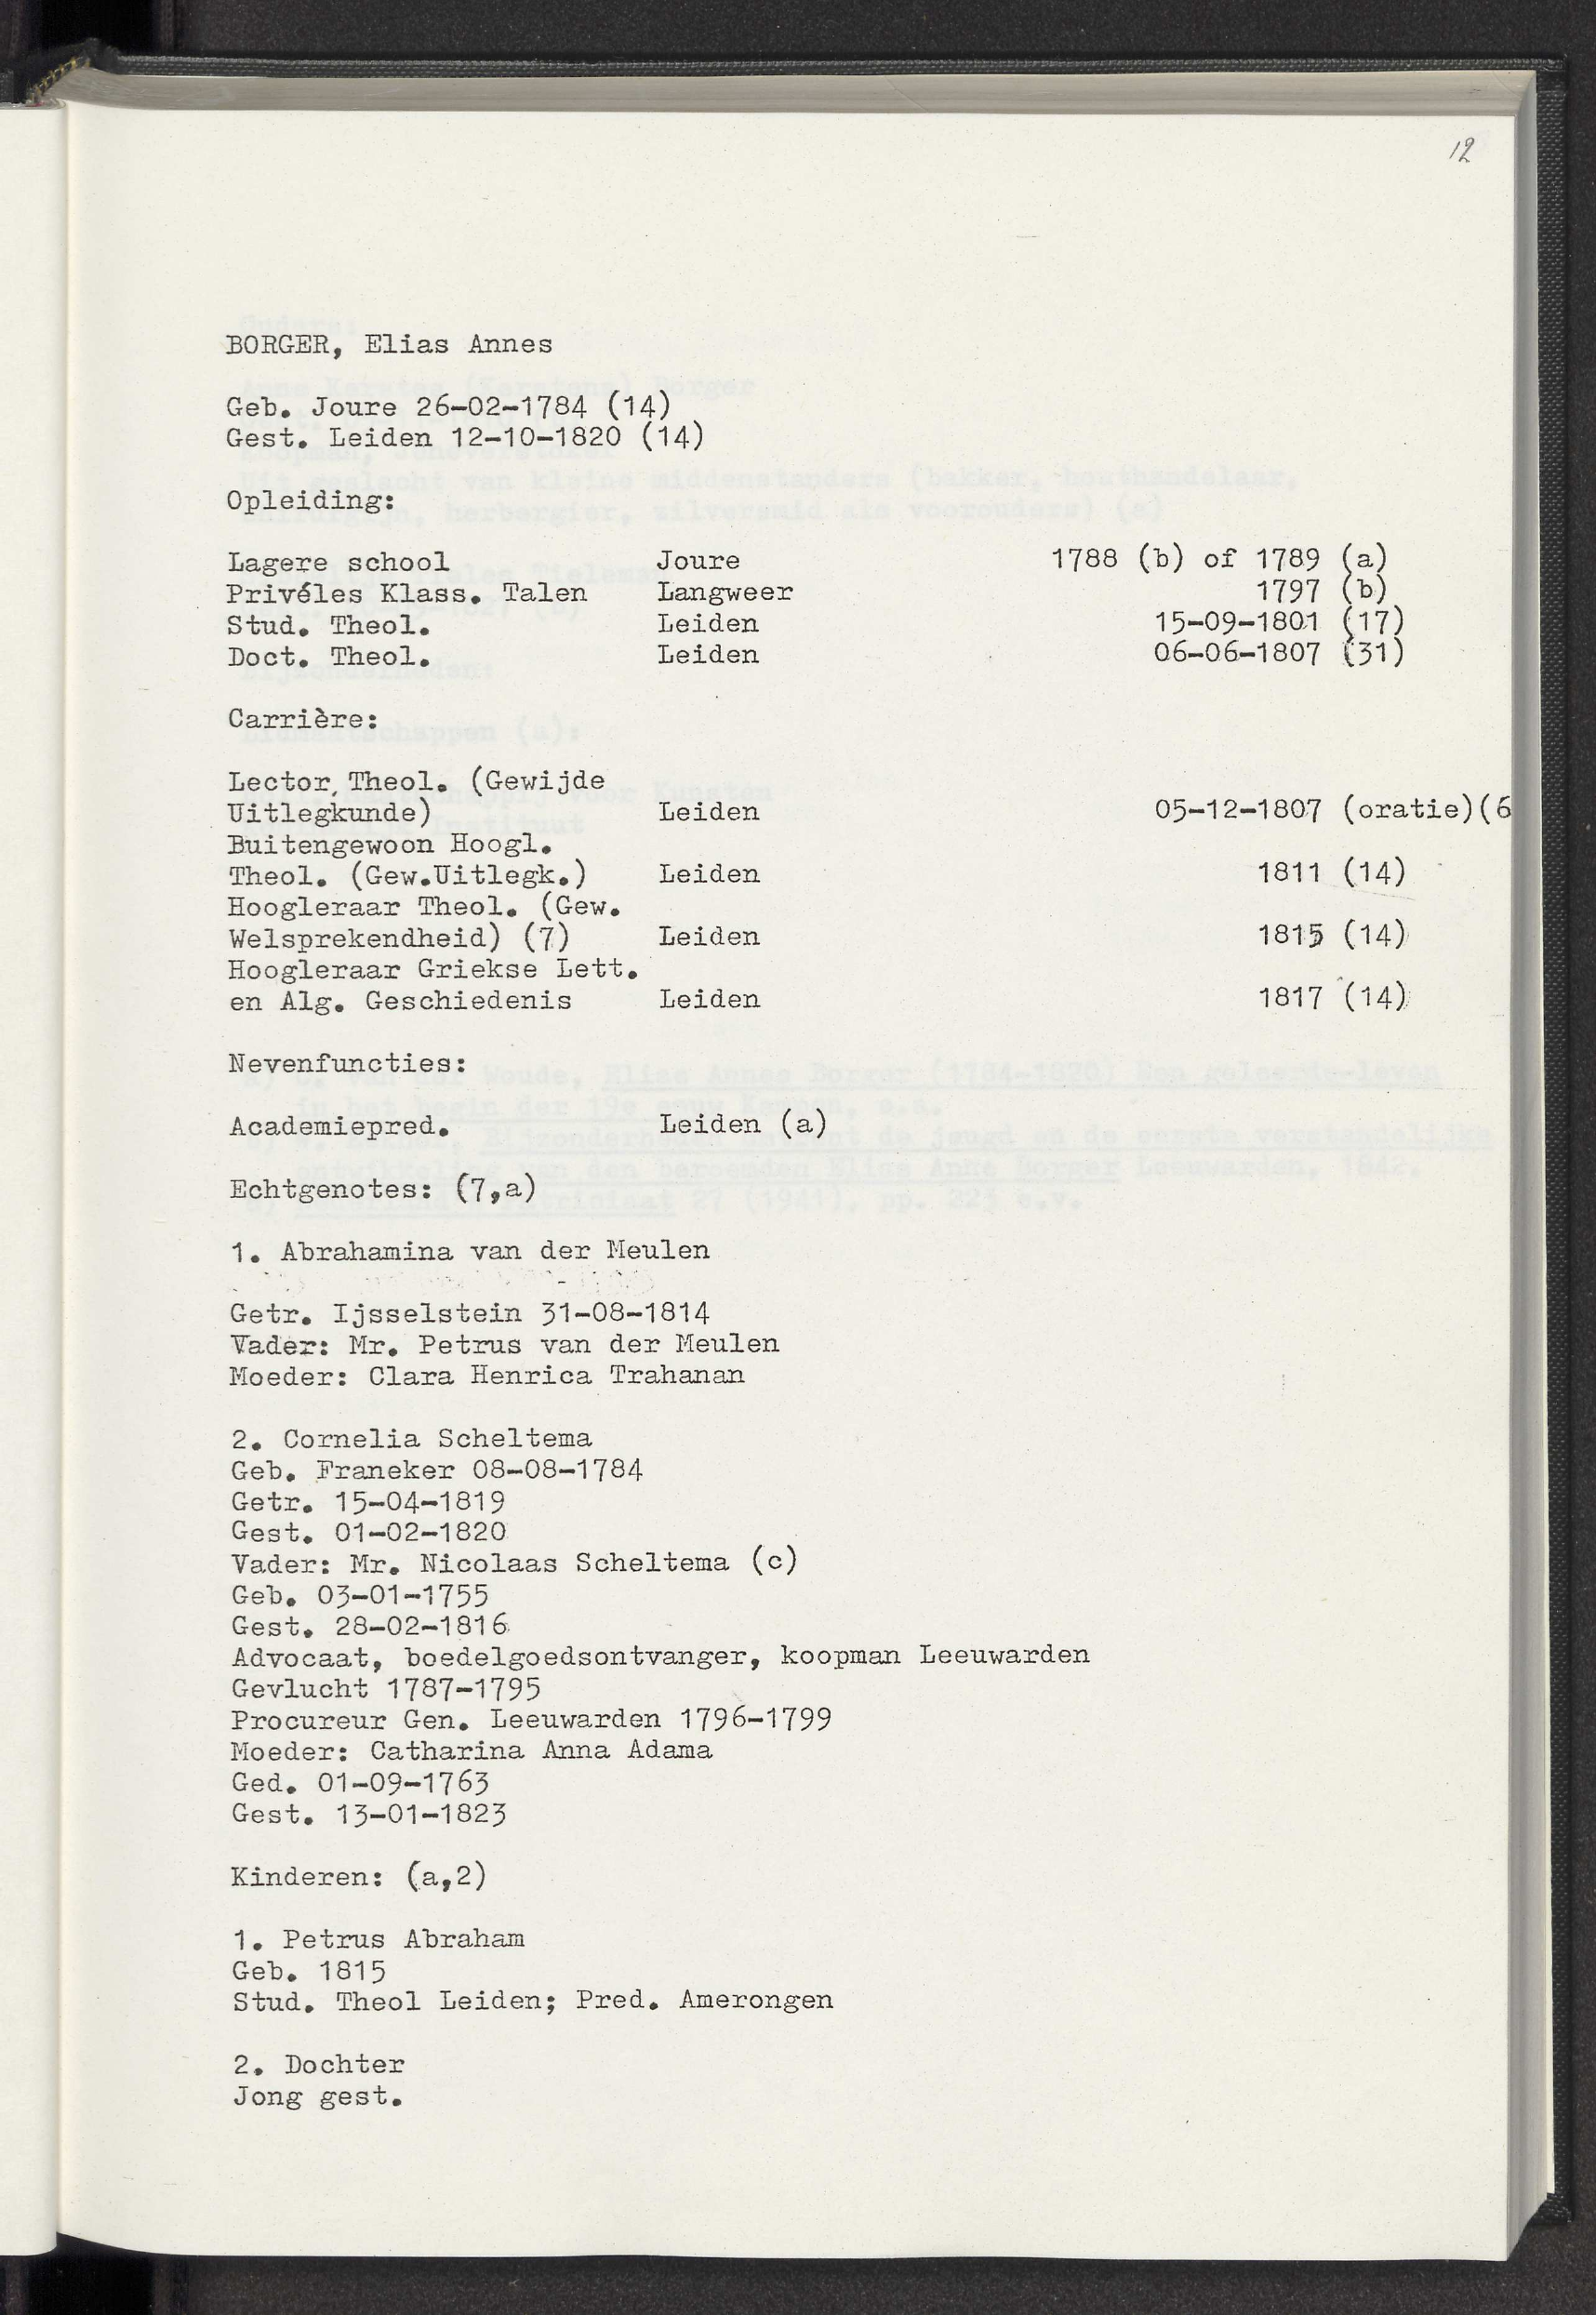 12
BORGER, Elias Annes
Geb. Joure 26-02-1784 (14)
Gest. Leiden 12-10-1820 (14)
Opleiding:
Lagere school Joure 1788 (b) of 1789 (a)
Privéles Klass. Talen Langweer 1797 (b)
Stud. Theol. Leiden 15-09-1801 (17)
Doct. Theol. Leiden 06-06-1807 (31)
Carrière:
Lector Theol. (Gewijde
Uitlegkunde) Leiden 05-12-1807 (oratie)(6
Buitengewoon Hoogl.
Theol. (Gew.Uitlegk.) Leiden 1811 (14)
Hoogleraar Theol. (Gew.
Welsprekendheid) (7) Leiden 1815 (14)
Hoogleraar Griekse Lett.
en Alg. Geschiedenis Leiden 1817 (14)
Nevenfuncties:
Academiepred. Leiden (a)
Echtgenotes: (7,a)
1. Abrahamina van der Meulen
Getr. Ijsselstein 31-08-1814
Vader: Mr. Petrus van der Meulen
Moeder: Clara Henrica Trahanan
2. Cornelia Scheltema
Geb. Franeker 08-08-1784
Getr. 15-04-1819
Gest. 01-02-1820
Vader: Mr. Nicolaas Scheltema (c)
Geb. 03-01-1755
Gest. 28-02-1816
Advocaat, boedelgoedsontvanger, koopman Leeuwarden
Gevlucht 1787-1795
Procureur Gen. Leeuwarden 1796-1799
Moeder: Catharina Anna Adama
Ged. 01-09-1763
Gest. 13-01-1823
Kinderen: (a,2)
1. Petrus Abraham
Geb. 1815
Stud. Theol Leiden; Pred. Amerongen
2. Dochter
Jong gest.